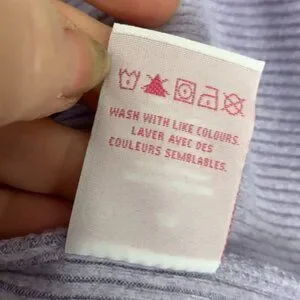 WASH WITH LIKE COLOURS.
LAVER AVEC DES
COULEURS SEMBLABLES.